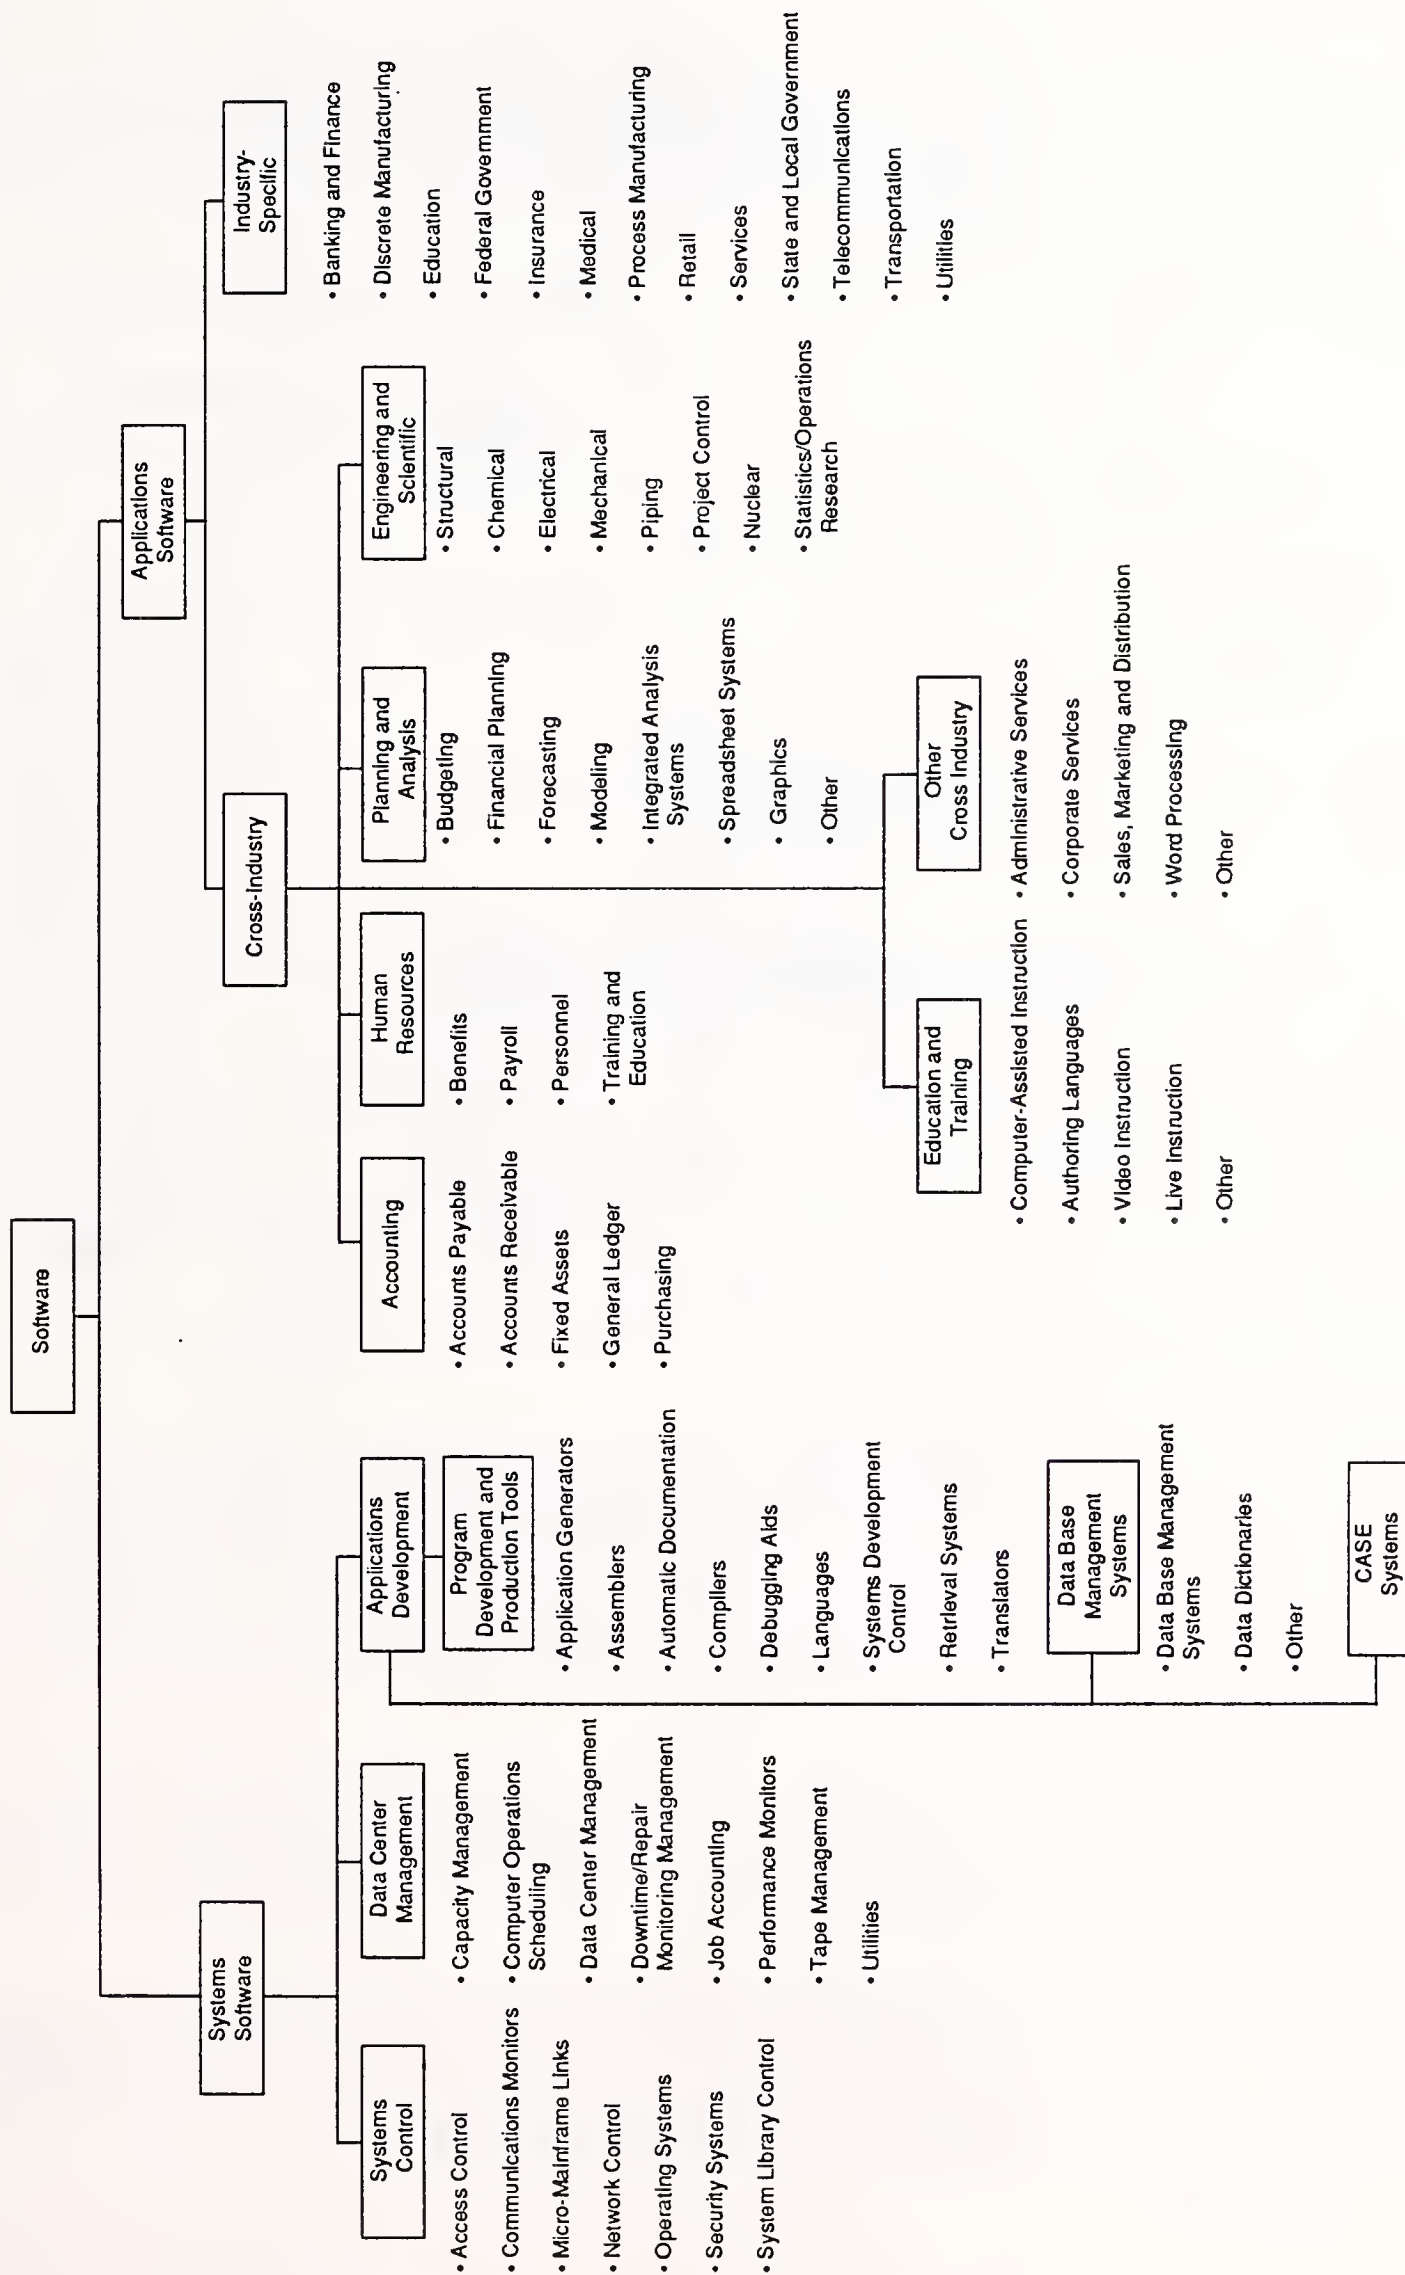 Software
Systems
Software
Systems
Control
• Access Control
• Communications Monitors
• Micro-Mainframe Links
• Network Control
• Operating Systems
• Security Systems
• System Library Control
Data Center
Management
• Capacity Management
• Computer Operations
Scheduling
• Data Center Management
• Downtime/Repair
Monitoring Management
• Job Accounting
• Performance Monitors
• Tape Management
• Utilities
Applications
Development
Program
Development and
Production Tools
• Application Generators
• Assemblers
• Automatic Documentation
• Compilers
• Debugging Aids
• Languages
• Systems Development
Control
• Retrieval Systems
• Translators
Data Base
Management
Systems
• Data Base Management
Systems
• Data Dictionaries
• Other
CASE
Systems
Applications
Software
Cross-Industry
Accounting
• Accounts Payable
• Accounts Receivable
• Fixed Assets
• General Ledger
• Purchasing
Human
Resources
• Benefits
• Payroll
• Personnel
• Training and
Education
Planning and
Analysis
• Budgeting
• Financial Planning
• Forecasting
• Modeling
• Integrated Analysis
Systems
• Spreadsheet Systems
• Graphics
• Other
Engineering and
Scientific
• Structural
• Chemical
• Electrical
• Mechanical
• Piping
• Project Control
• Nuclear
• Statistics/Operations
Research
Education and
Training
• Computer-Assisted Instruction
• Authoring Languages
• Video Instruction
• Live Instruction
• Other
Other
Cross Industry
• Administrative Services
• Corporate Services
• Sales, Marketing and Distribution
• Word Processing
• Other
Industry-
Specific
• Banking and Finance
• Discrete Manufacturing
• Education
• Federal Government
• Insurance
• Medical
• Process Manufacturing
• Retail
• Services
• State and Local Government
• Telecommunications
• Transportation
• Utilities